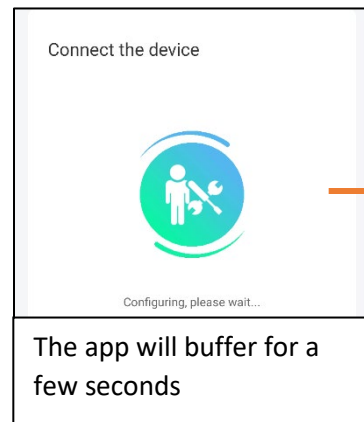 Connect the device
Configuring, please wait...
The app will buffer for a
few seconds